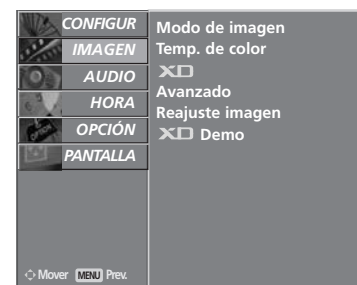 CONFIGUR
IMAGEN
AUDIO
HORA
OPCIÓN
PANTALLA
Mover MENU Prev.
Modo de imagen
Temp. de color
XD
Avanzado
Reajuste imagen
XD Demo